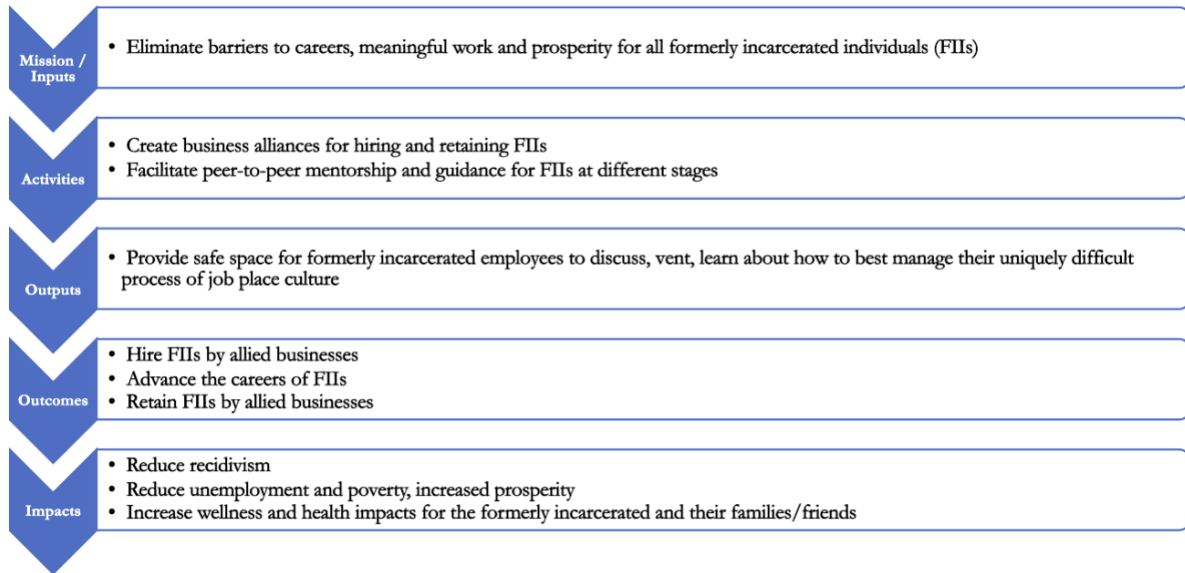 Mission /
Inputs
• Eliminate barriers to careers, meaningful work and prosperity for all formerly incarcerated individuals (FIIs)
Activities
• Create business alliances for hiring and retaining FIIs
• Facilitate peer-to-peer mentorship and guidance for FIIs at different stages
Outputs
• Provide safe space for formerly incarcerated employees to discuss, vent, learn about how to best manage their uniquely difficult
process of job place culture
Outcomes
• Hire FIIs by allied businesses
• Advance the careers of FIIs
• Retain FIIs by allied businesses
Impacts
• Reduce recidivism
• Reduce unemployment and poverty, increased prosperity
• Increase wellness and health impacts for the formerly incarcerated and their families/friends